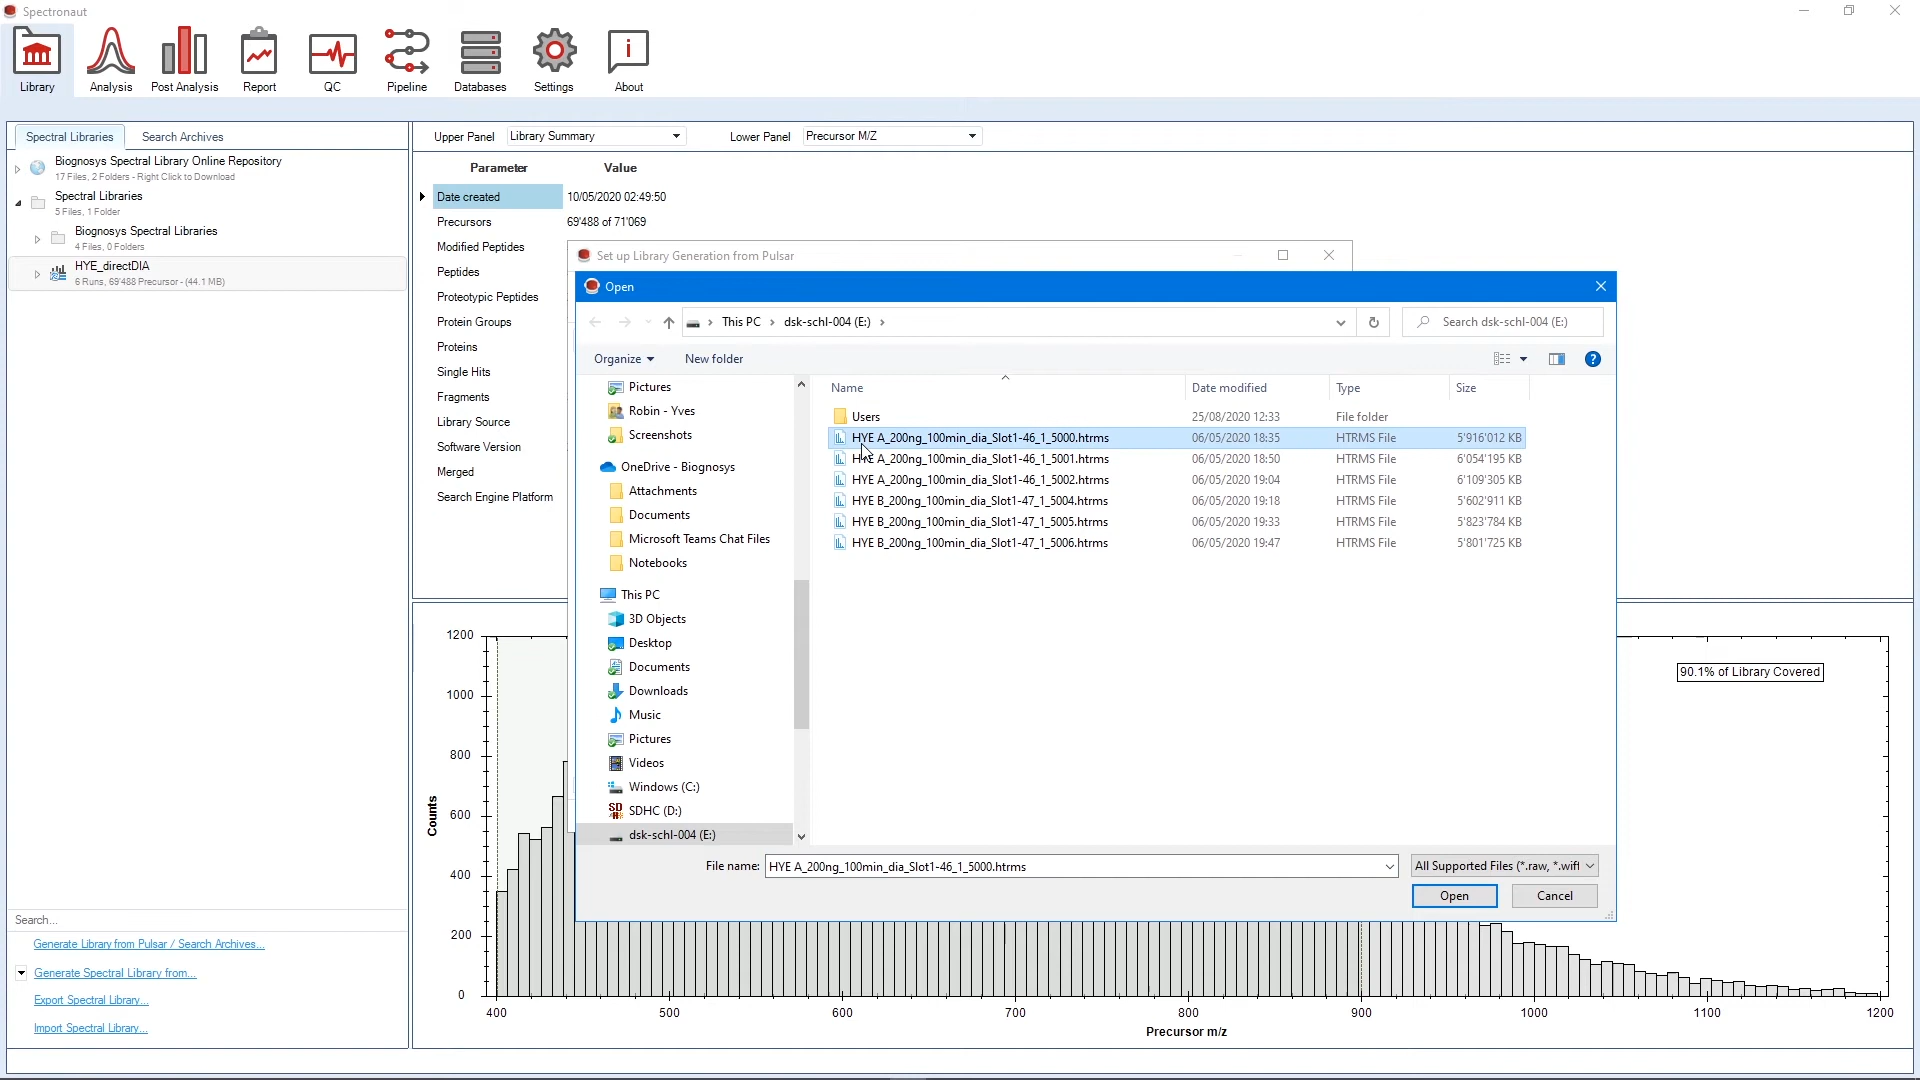 Spectronaut
Library
Analysis
Post Analysis
Report
QC
Pipeline
Databases
Settings
About
Spectral Libraries
Search Archives
Biognosys Spectral Library Online Repository
17 Files, 2 Folders - Right Click to Download
Spectral Libraries
5 Files, 1 Folder
Biognosys Spectral Libraries
4 Files, 0 Folders
HYE_directDIA
6 Runs, 69'488 Precursor - (44.1 MB)
Search...
Generate Library from Pulsar / Search Archives...
Generate Spectral Library from...
Export Spectral Library...
Import Spectral Library...
Upper Panel Library Summary
Lower Panel Precursor M/Z
Parameter Value
Date created 10/05/2020 02:49:50
Precursors 69'488 of 71'069
Modified Peptides
Peptides
Proteotypic Peptides
Protein Groups
Proteins
Single Hits
Fragments
Library Source
Software Version
Merged
Search Engine Platform
Set up Library Generation from Pulsar
Open
This PC > dsk-schl-004 (E:) >
Search dsk-schl-004 (E:)
Organize
New folder
Pictures
Robin - Yves
Screenshots
OneDrive - Biognosys
Attachments
Documents
Microsoft Teams Chat Files
Notebooks
This PC
3D Objects
Desktop
Documents
Downloads
Music
Pictures
Videos
Windows (C:)
SDHC (D:)
dsk-schl-004 (E:)
Name Date modified Type Size
Users 25/08/2020 12:33 File folder
HYE A_200ng_100min_dia_Slot1-46_1_5000.htrms 06/05/2020 18:35 HTRMS File 5'916'012 KB
HYE A_200ng_100min_dia_Slot1-46_1_5001.htrms 06/05/2020 18:50 HTRMS File 6'054'195 KB
HYE A_200ng_100min_dia_Slot1-46_1_5002.htrms 06/05/2020 19:04 HTRMS File 6'109'305 KB
HYE B_200ng_100min_dia_Slot1-47_1_5004.htrms 06/05/2020 19:18 HTRMS File 5'602'911 KB
HYE B_200ng_100min_dia_Slot1-47_1_5005.htrms 06/05/2020 19:33 HTRMS File 5'823'784 KB
HYE B_200ng_100min_dia_Slot1-47_1_5006.htrms 06/05/2020 19:47 HTRMS File 5'801'725 KB
File name: HYE A_200ng_100min_dia_Slot1-46_1_5000.htrms
All Supported Files (*.raw, *.wiff
Open
Cancel
90.1% of Library Covered
Counts
1200
1000
800
600
400
200
0
400 500 600 700 800 900 1000 1100 1200
Precursor m/z